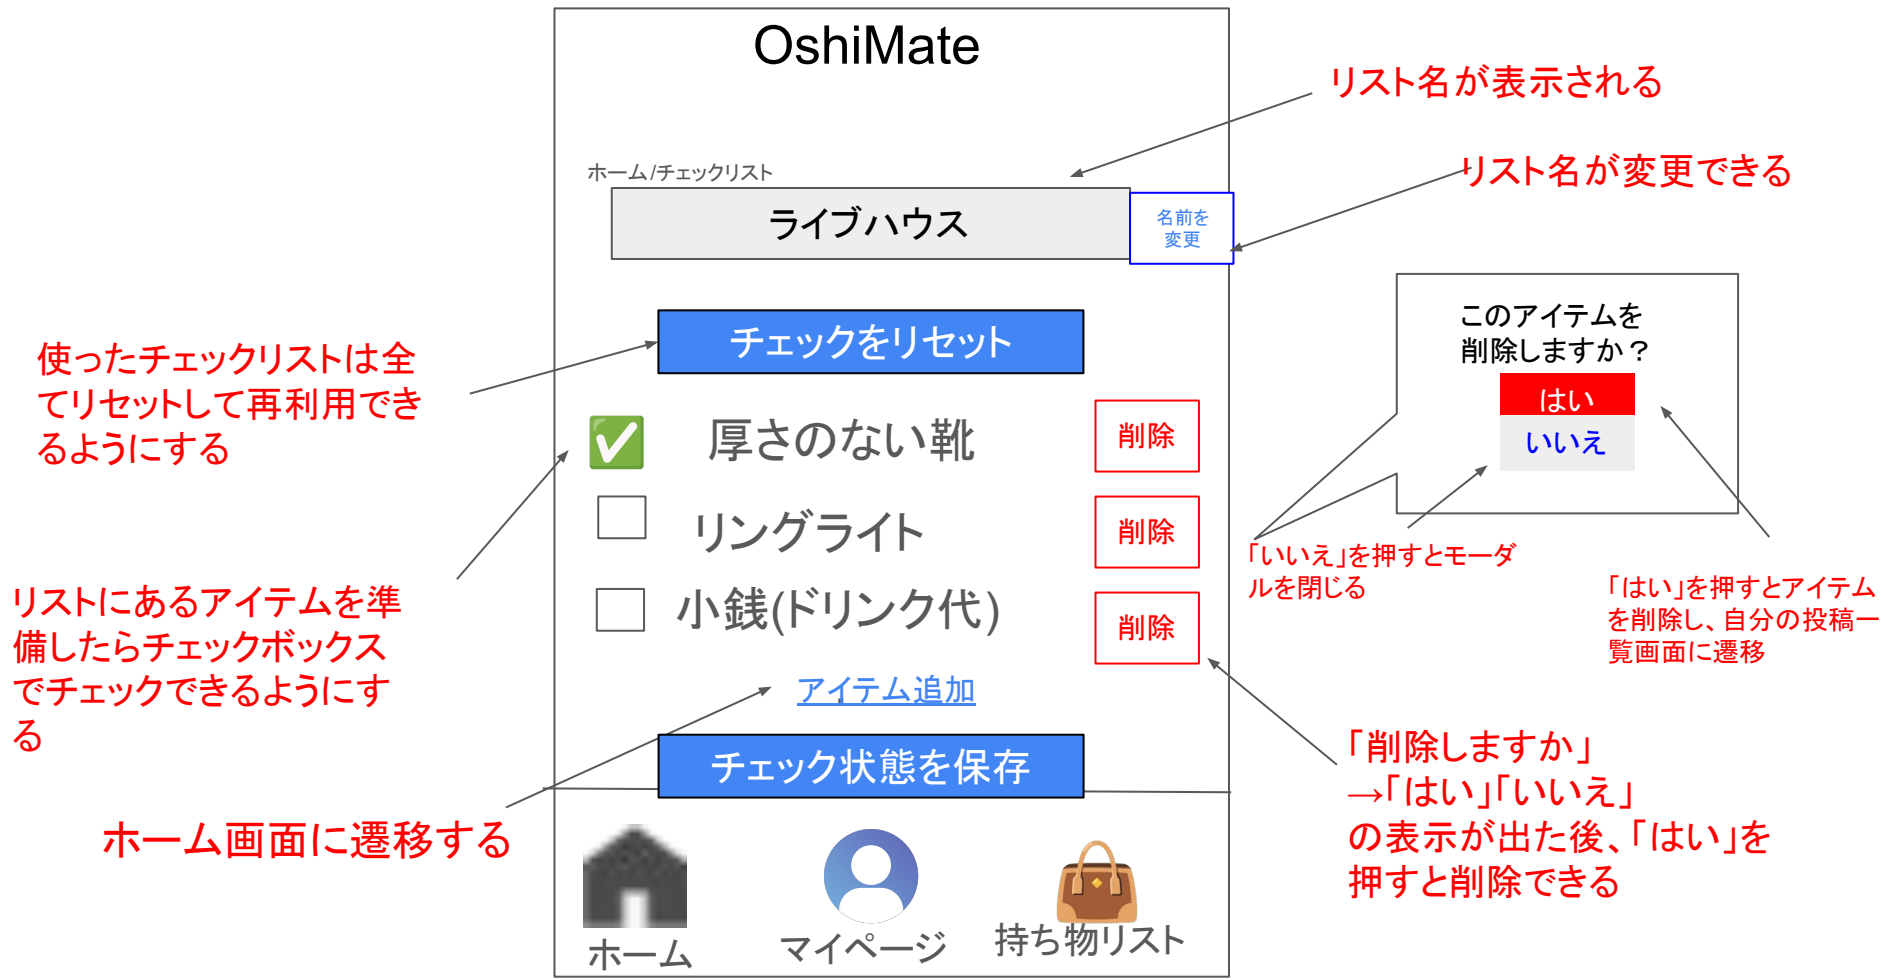 OshiMate
リスト名が表示される
リスト名が変更できる
ホーム/チェックリスト
ライブハウス
名前を
変更
チェックをリセット
使ったチェックリストは全
てリセットして再利用でき
るようにする
このアイテムを
削除しますか？
はい
いいえ
厚さのない靴
削除
リングライト
削除
小銭(ドリンク代)
削除
「いいえ」を押すとモーダ
ルを閉じる
「はい」を押すとアイテム
を削除し、自分の投稿一
覧画面に遷移
リストにあるアイテムを準
備したらチェックボックス
でチェックできるようにす
る
アイテム追加
チェック状態を保存
ホーム画面に遷移する
「削除しますか」
→「はい」「いいえ」
の表示が出た後、「はい」を
押すと削除できる
ホーム
マイページ
持ち物リスト